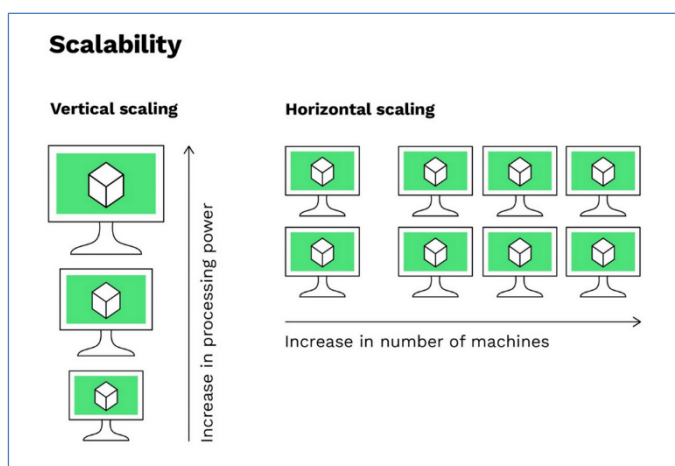 Scalability
Vertical scaling
Increase in processing power
Horizontal scaling
Increase in number of machines